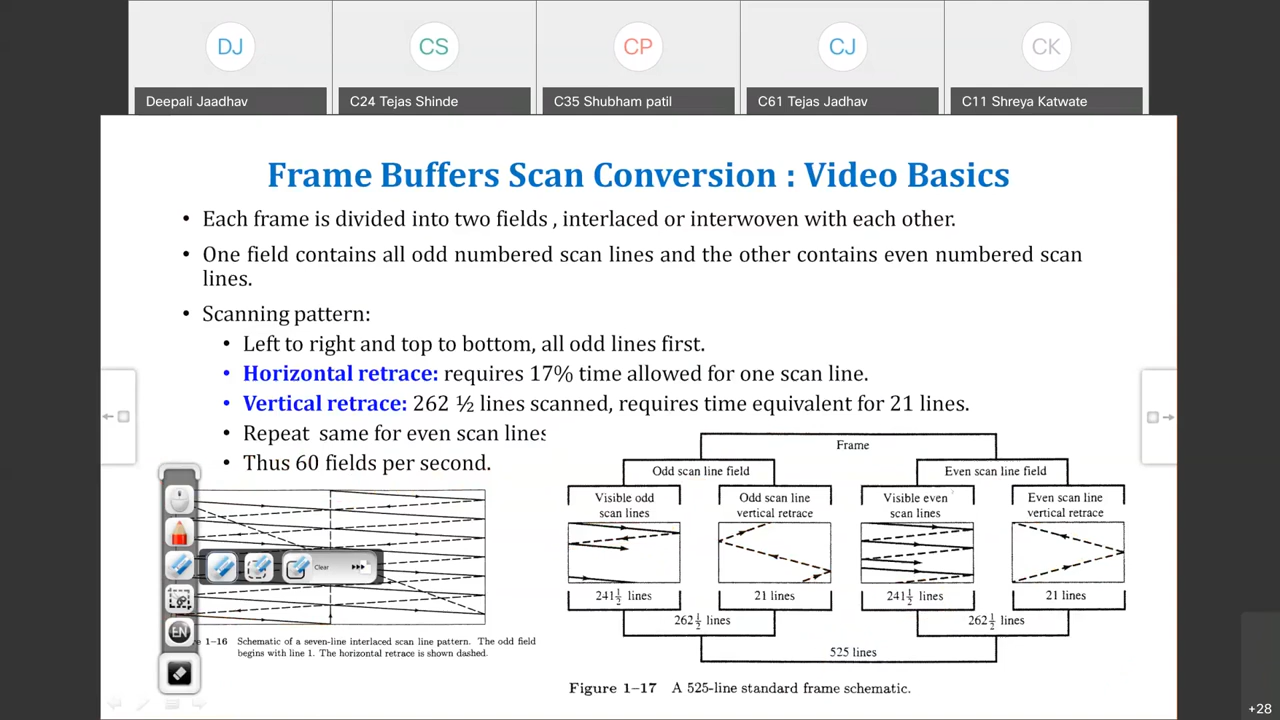 DJ
CS
CP
CJ
CK
Deepali Jaadhav
C24 Tejas Shinde
C35 Shubham patil
C61 Tejas Jadhav
C11 Shreya Katwate
Frame Buffers Scan Conversion : Video Basics
• Each frame is divided into two fields , interlaced or interwoven with each other.
• One field contains all odd numbered scan lines and the other contains even numbered scan
lines.
• Scanning pattern:
• Left to right and top to bottom, all odd lines first.
• Horizontal retrace: requires 17% time allowed for one scan line.
• Vertical retrace: 262 ½ lines scanned, requires time equivalent for 21 lines.
• Repeat same for even scan lines
• Thus 60 fields per second.
Clear
EN
1–16 Schematic of a seven-line interlaced scan line pattern. The odd field
begins with line 1. The horizontal retrace is shown dashed.
Frame
Odd scan line field
Even scan line field
Visible odd
scan lines
Odd scan line
vertical retrace
Visible even
scan lines
Even scan line
vertical retrace
241½ lines
21 lines
241½ lines
21 lines
262½ lines
262½ lines
525 lines
Figure 1–17 A 525-line standard frame schematic.
+28